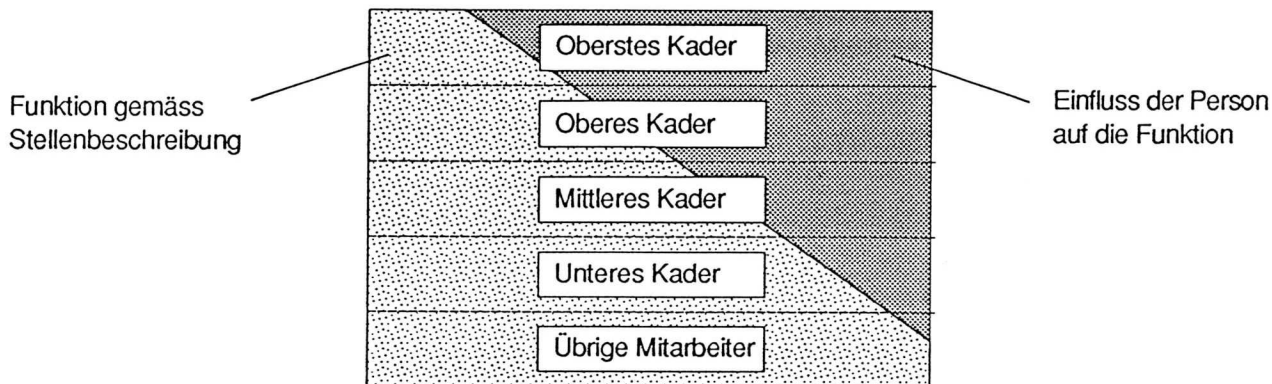 Oberstes Kader
Funktion gemäss
Stellenbeschreibung
Einfluss der Person
auf die Funktion
Oberes Kader
Mittleres Kader
Unteres Kader
Übrige Mitarbeiter